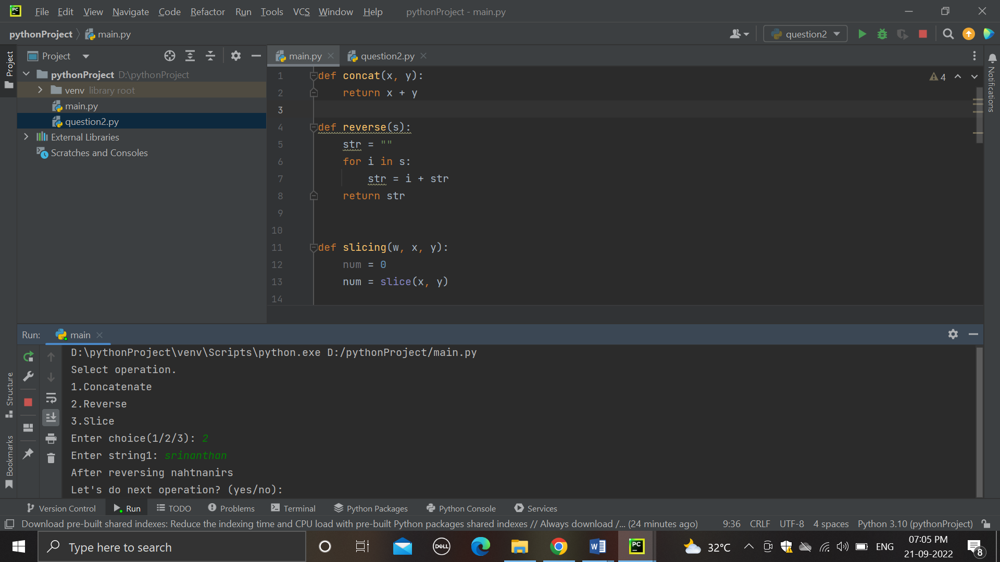 PC File Edit View Navigate Code Refactor Run Tools VCS Window Help pythonProject - main.py
pythonProject main.py question2
Project
Project
main.py question2.py
pythonProject D:\pythonProject
venv library root
main.py
question2.py
External Libraries
Scratches and Consoles
1 def concat(x, y):
2 return x + y
3
4 def reverse(s):
5 str = ""
6 for i in s:
7 str = i + str
8 return str
9
10
11 def slicing(w, x, y):
12 num = 0
13 num = slice(x, y)
14
4
Notifications
Run: main
D:\pythonProject\venv\Scripts\python.exe D:/pythonProject/main.py
Select operation.
1.Concatenate
2.Reverse
3.Slice
Enter choice(1/2/3): 2
Enter string1: srinanthan
After reversing nahtnanirs
Let's do next operation? (yes/no):
Structure
Bookmarks
Version Control Run TODO Problems Terminal Python Packages Python Console Services
Download pre-built shared indexes: Reduce the indexing time and CPU load with pre-built Python packages shared indexes // Always download /... (24 minutes ago) 9:36 CRLF UTF-8 4 spaces Python 3.10 (pythonProject)
Type here to search
DELL
W
PC
32°C
ENG
07:05 PM
21-09-2022
8